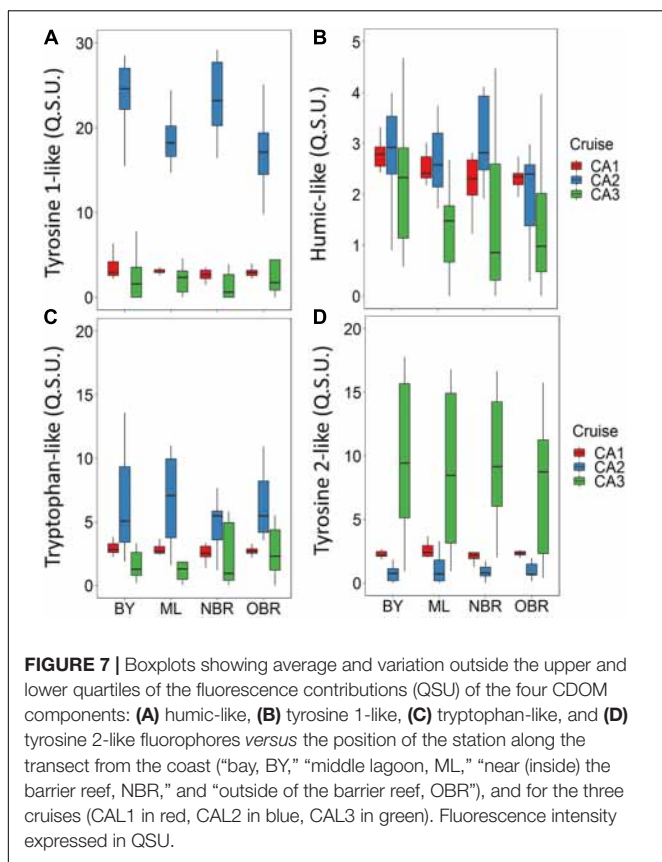 A
B
30
20
10
0
Tyrosine 1-like (Q.S.U.)
5
4
3
2
1
0
Humic-like (Q.S.U.)
Cruise
CA1
CA2
CA3
C
D
20
15
10
5
0
Tryptophan-like (Q.S.U.)
BY ML NBR OBR
20
15
10
5
0
Tyrosine 2-like (Q.S.U.)
BY ML NBR OBR
Cruise
CA1
CA2
CA3
FIGURE 7 | Boxplots showing average and variation outside the upper and
lower quartiles of the fluorescence contributions (QSU) of the four CDOM
components: (A) humic-like, (B) tyrosine 1-like, (C) tryptophan-like, and (D)
tyrosine 2-like fluorophores versus the position of the station along the
transect from the coast (“bay, BY,” “middle lagoon, ML,” “near (inside) the
barrier reef, NBR,” and “outside of the barrier reef, OBR”), and for the three
cruises (CAL1 in red, CAL2 in blue, CAL3 in green). Fluorescence intensity
expressed in QSU.